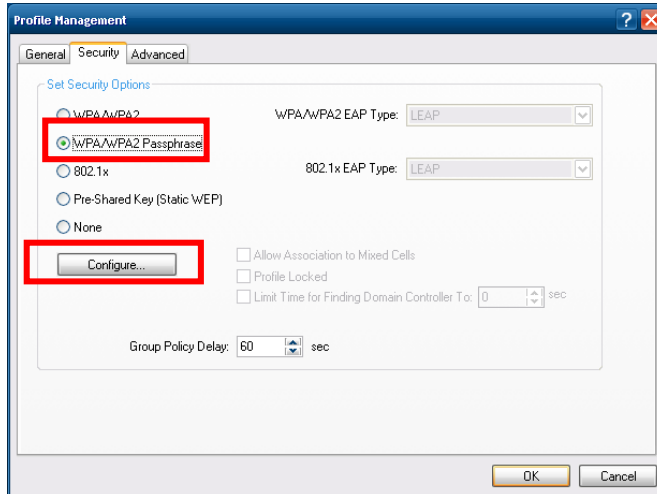 Profile Management
General Security Advanced
Set Security Options
WPA/WPA2 WPA/WPA2 EAP Type: LEAP
WPA/WPA2 Passphrase
802.1x 802.1x EAP Type: LEAP
Pre-Shared Key (Static WEP)
None
Configure... Allow Association to Mixed Cells
Profile Locked
Limit Time for Finding Domain Controller To: 0 sec
Group Policy Delay: 60 sec
OK Cancel